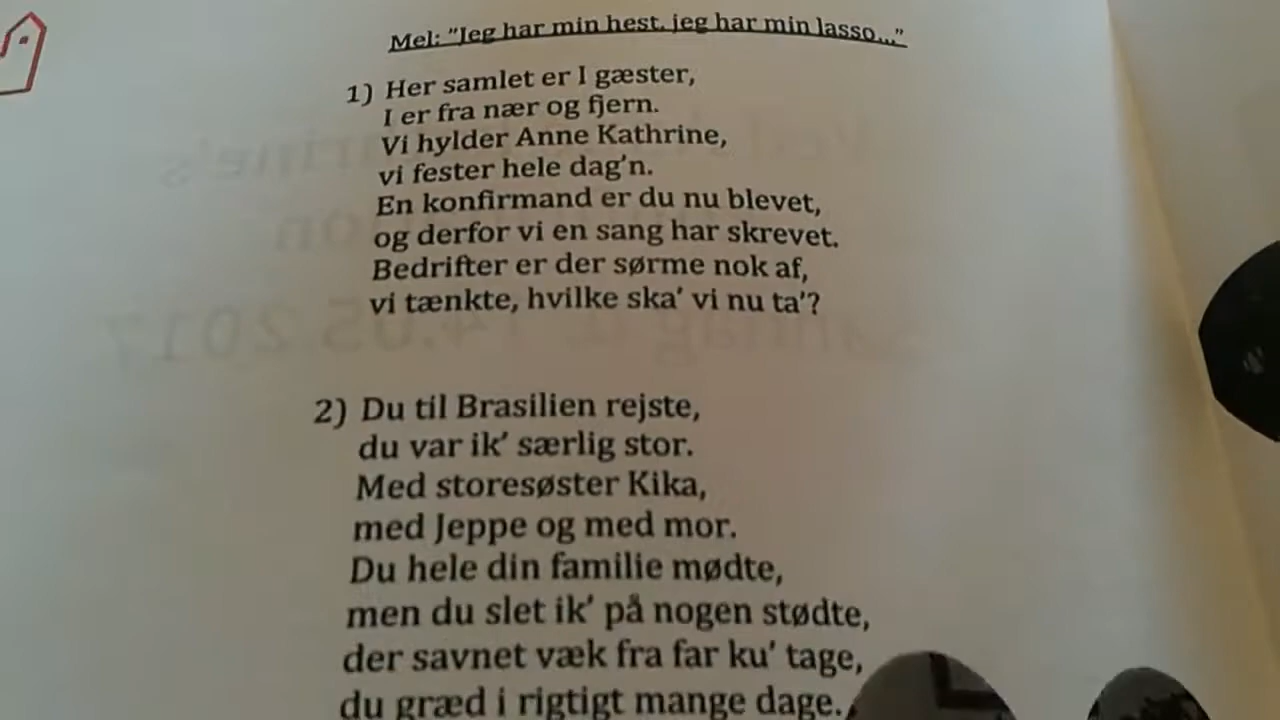 Mel: "Jeg har min hest, jeg har min lasso..."
1) Her samlet er I gæster,
I er fra nær og fjern.
Vi hylder Anne Kathrine,
vi fester hele dag'n.
En konfirmand er du nu blevet,
og derfor vi en sang har skrevet.
Bedrifter er der sørme nok af,
vi tænkte, hvilke ska' vi nu ta'?
2) Du til Brasilien rejste,
du var ik' særlig stor.
Med storesøster Kika,
med Jeppe og med mor.
Du hele din familie mødte,
men du slet ik' på nogen stødte,
der savnet væk fra far ku' tage,
du græd i rigtigt mange dage.